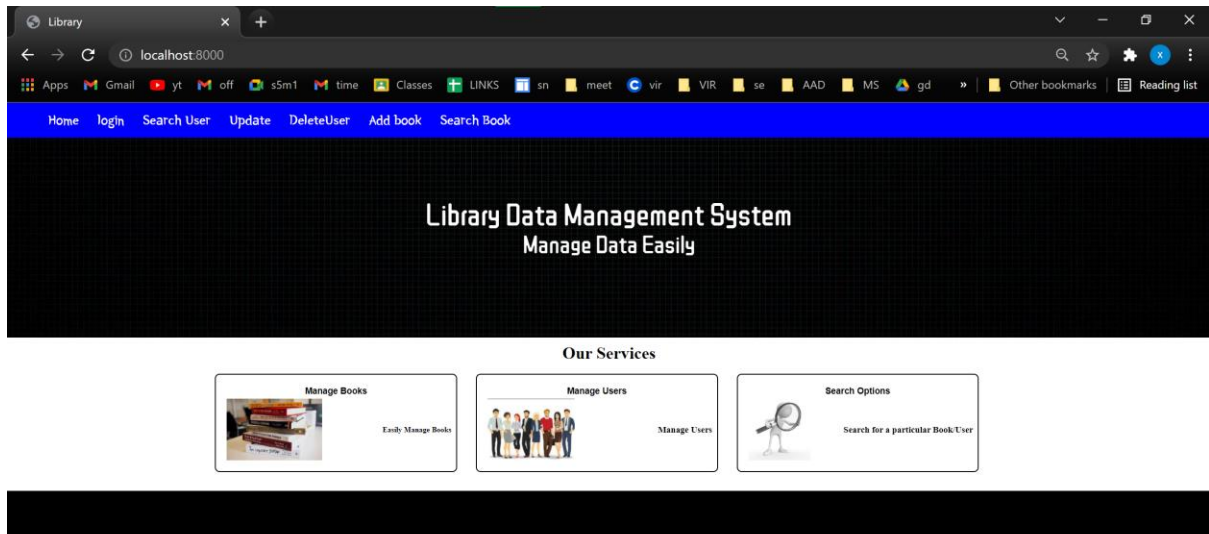 Library
localhost:8000
Apps Gmail yt off s5m1 time Classes LINKS sn meet vir VIR se AAD MS gd » Other bookmarks Reading list
Home login Search User Update DeleteUser Add book Search Book
Library Data Management System
Manage Data Easily
Our Services
Manage Books
Easily Manage Books
Manage Users
Manage Users
Search Options
Search for a particular Book/User